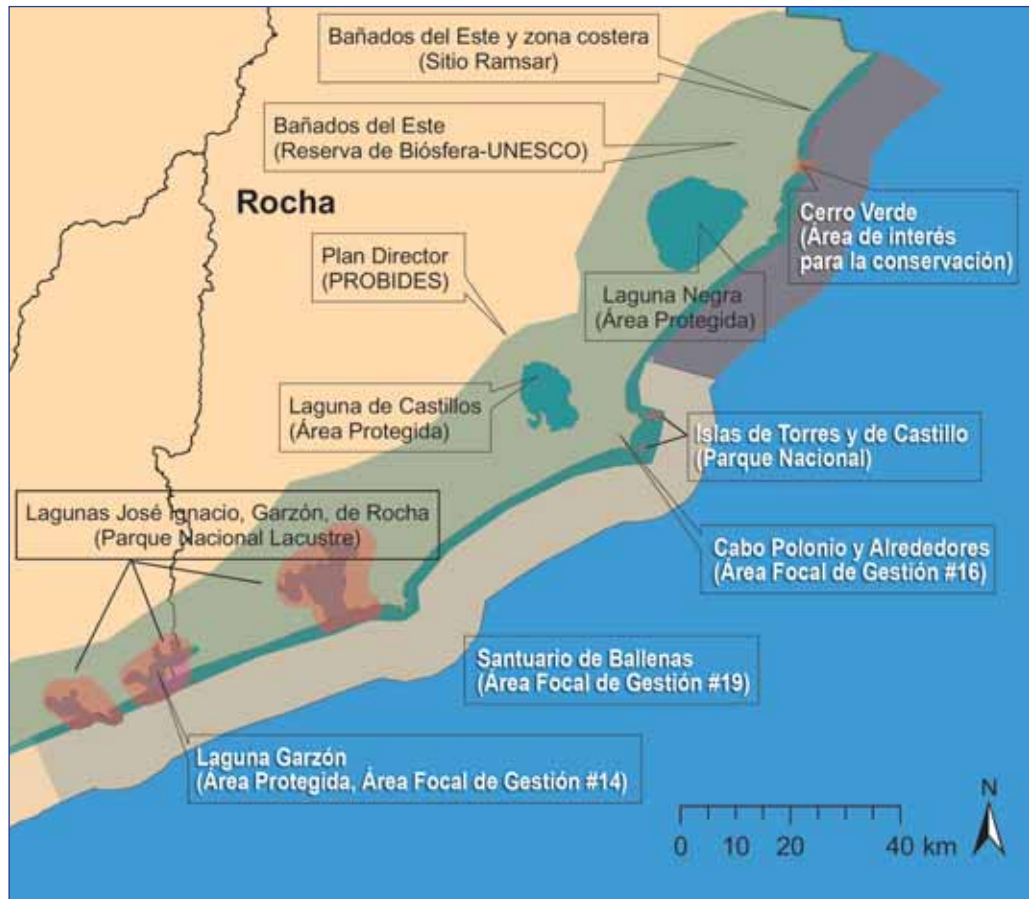 Bañados del Este y zona costera
(Sitio Ramsar)
Bañados del Este
(Reserva de Biósfera-UNESCO)
Rocha
Cerro Verde
(Área de interés
para la conservación)
Plan Director
(PROBIDES)
Laguna Negra
(Área Protegida)
Laguna de Castillos
(Área Protegida)
Islas de Torres y de Castillo
(Parque Nacional)
Lagunas José Ignacio, Garzón, de Rocha
(Parque Nacional Lacustre)
Cabo Polonio y Alrededores
(Área Focal de Gestión #16)
Santuario de Ballenas
(Área Focal de Gestión #19)
Laguna Garzón
(Área Protegida, Área Focal de Gestión #14)
N
0 10 20 40 km